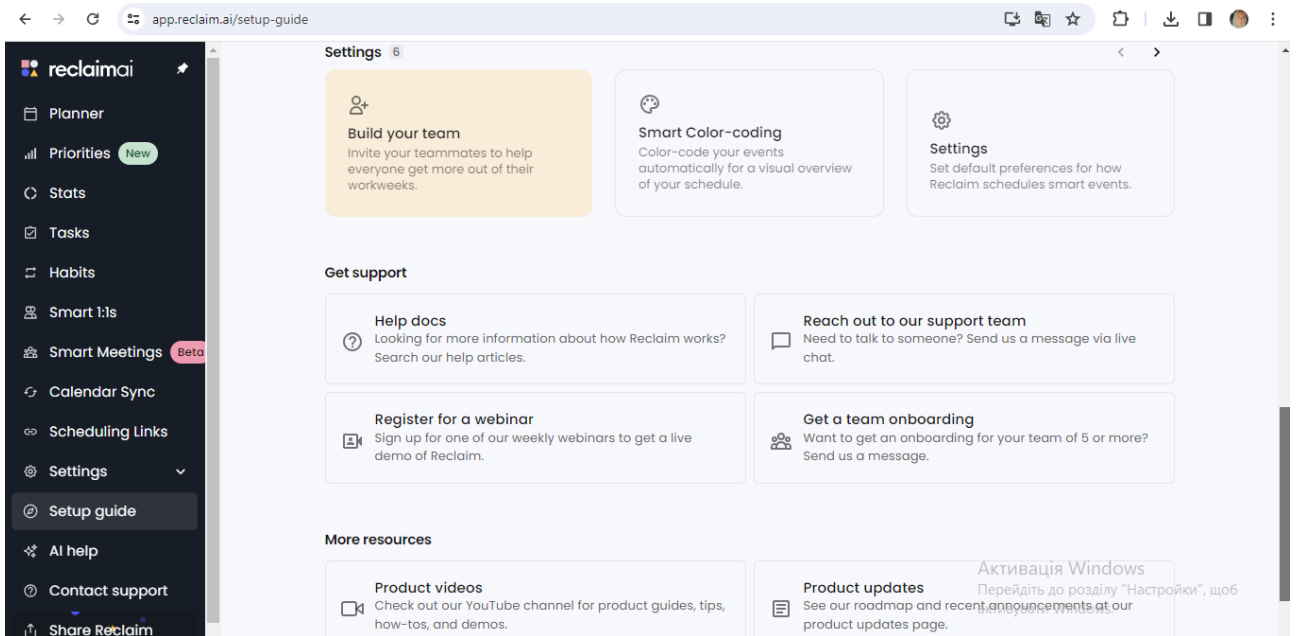 app.reclaim.ai/setup-guide
reclaimai
Planner
Priorities New
Stats
Tasks
Habits
Smart 1:1s
Smart Meetings Beta
Calendar Sync
Scheduling Links
Settings
Setup guide
AI help
Contact support
Share Reclaim
Settings 6
Build your team
Invite your teammates to help
everyone get more out of their
workweeks.
Smart Color-coding
Color-code your events
automatically for a visual overview
of your schedule.
Settings
Set default preferences for how
Reclaim schedules smart events.
Get support
Help docs
Looking for more information about how Reclaim works?
Search our help articles.
Reach out to our support team
Need to talk to someone? Send us a message via live
chat.
Register for a webinar
Sign up for one of our weekly webinars to get a live
demo of Reclaim.
Get a team onboarding
Want to get an onboarding for your team of 5 or more?
Send us a message.
More resources
Product videos
Check out our YouTube channel for product guides, tips,
how-tos, and demos.
Product updates
See our roadmap and recent announcements at our
product updates page.
Активація Windows
Перейдіть до розділу "Настройки", щоб
активувати Windows.